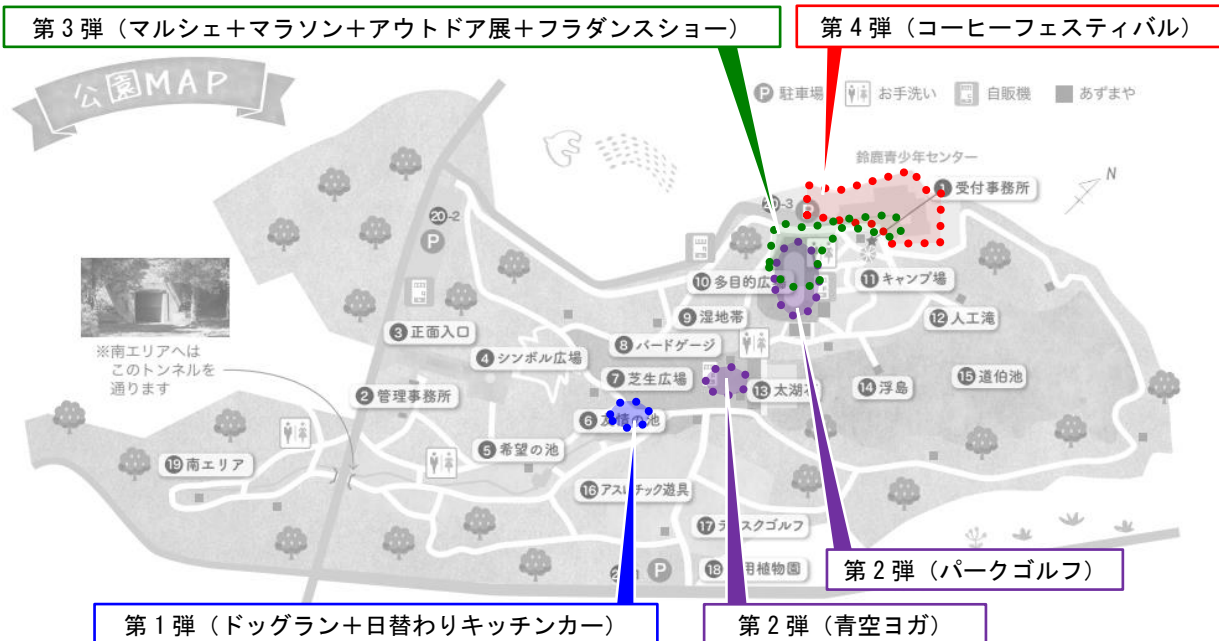 第3弾（マルシェ＋マラソン＋アウトドア展＋フラダンスショー）
第4弾（コーヒーフェスティバル）
公園MAP
P 駐車場
お手洗い
自販機
あずまや
鈴鹿青少年センター
1 受付事務所
N
20-3
20-2
P
10 多目的広
11 キャンプ場
9 湿地帯
12 人工滝
3 正面入口
8 バードゲージ
4 シンボル広場
※南エリアへは
このトンネルを
通ります
7 芝生広場
13 太湖
14 浮島
15 道伯池
2 管理事務所
6 友情の池
5 希望の池
19 南エリア
16 アスレチック遊具
17 ディスクゴルフ
P
18 用植物園
第2弾（パークゴルフ）
第1弾（ドッグラン＋日替わりキッチンカー）
第2弾（青空ヨガ）